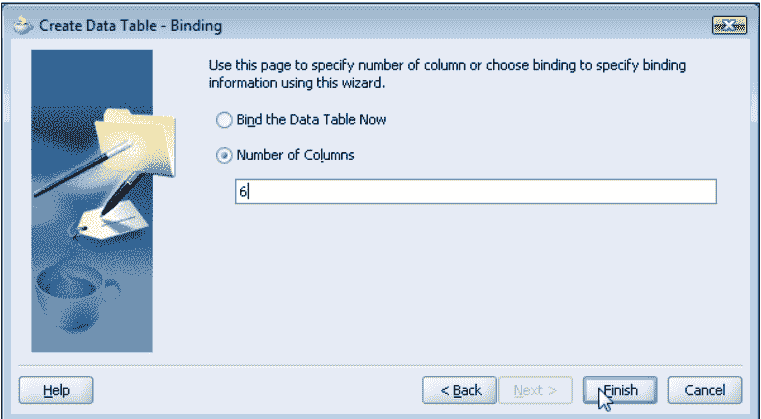 Create Data Table - Binding
Use this page to specify number of column or choose binding to specify binding
information using this wizard.
Bind the Data Table Now
Number of Columns
6
Help
< Back
Next >
Finish
Cancel